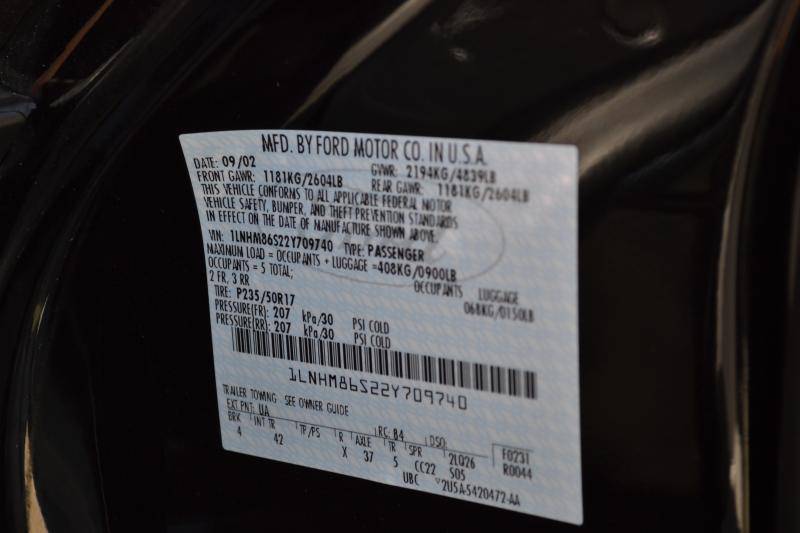 MFD. BY FORD MOTOR CO. IN U.S.A.
DATE: 09/02 GVWR: 2194KG/4839LB
FRONT GAWR: 1181KG/2604LB REAR GAWR: 1181KG/2604LB
THIS VEHICLE CONFORMS TO ALL APPLICABLE FEDERAL MOTOR
VEHICLE SAFETY, BUMPER, AND THEFT PREVENTION STANDARDS
IN EFFECT ON THE DATE OF MANUFACTURE SHOWN ABOVE.
VIN: 1LNHM86S22Y709740 TYPE: PASSENGER
MAXIMUM LOAD = OCCUPANTS + LUGGAGE =408KG/0900LB
OCCUPANTS = 5 TOTAL; OCCUPANTS LUGGAGE
2 FR, 3 RR 068KG/0150LB
TIRE: P235/50R17
PRESSURE(FR): 207 kPa/30 PSI COLD
PRESSURE(RR): 207 kPa/30 PSI COLD
1LNHM86S22Y709740
TRAILER TOWING SEE OWNER GUIDE
EXT PNT: UA RC: B4 DSO: F0231
BRK INT TR TP/PS R AXLE TR SPR 2L026 R0044
4 42 X 37 5 CC22 505
UBC V2U5A-5420472-AA